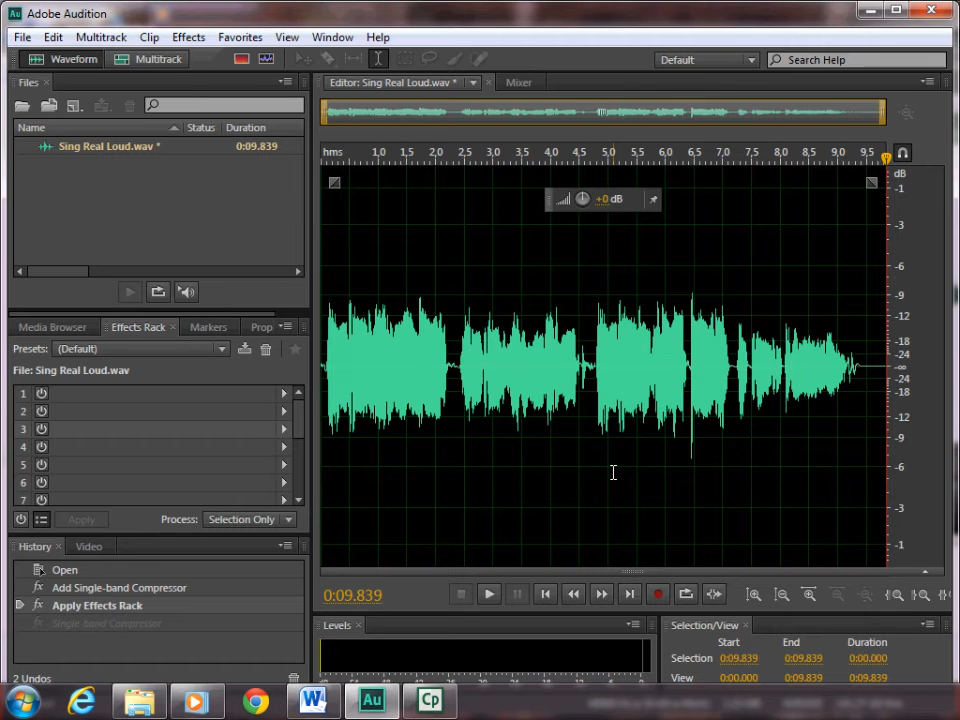 Au Adobe Audition
File Edit Multitrack Clip Effects Favorites View Window Help
Waveform Multitrack Default Search Help
Files Editor: Sing Real Loud.wav * Mixer
Name Status Duration
Sing Real Loud.wav * 0:09.839
hms 1,0 1,5 2,0 2,5 3,0 3,5 4,0 4,5 5,0 5,5 6,0 6,5 7,0 7,5 8,0 8,5 9,0 9,5
dB
-1
+0 dB
-3
-6
-9
-12
-18
-24
-∞
-24
-18
-12
-9
-6
-3
-1
Media Browser Effects Rack Markers Prop
Presets: (Default)
File: Sing Real Loud.wav
1
2
3
4
5
6
7
Apply Process: Selection Only
History Video
Open
fx Add Single-band Compressor
fx Apply Effects Rack
fx Single-band Compressor
2 Undos
0:09.839
Levels Selection/View
Start End Duration
Selection 0:09.839 0:09.839 0:00.000
View 0:00.000 0:09.839 0:09.839
W Au Cp